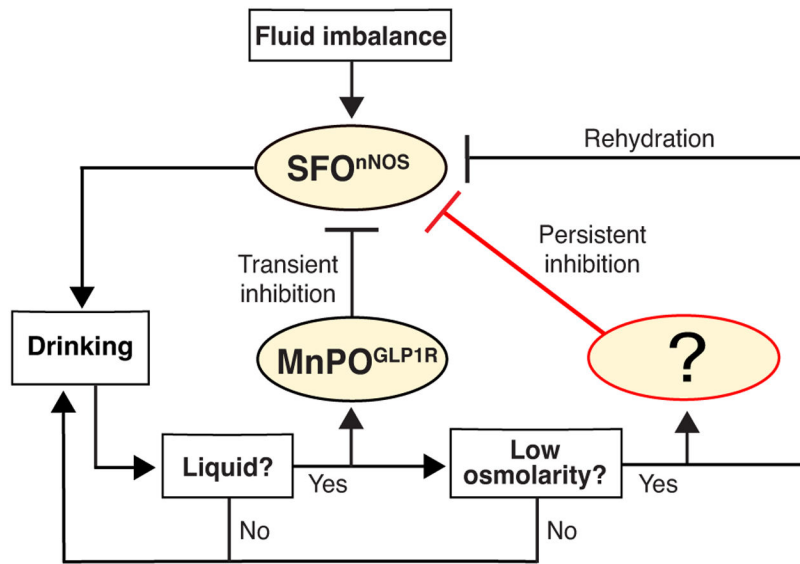 Fluid imbalance
SFOnNOS
Rehydration
Persistent
inhibition
Transient
inhibition
Drinking
MnPOGLP1R
?
Liquid?
Yes
Low
osmolarity?
Yes
No
No